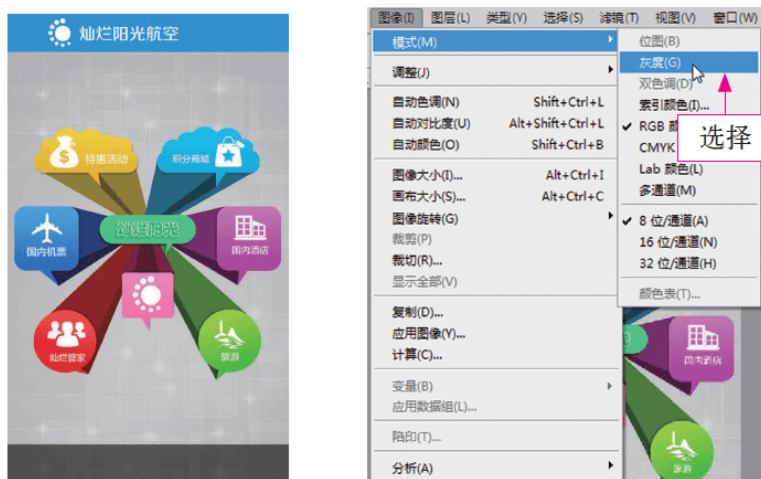 灿烂阳光航空
特惠活动
积分商城
国内机票
灿烂阳光
国内酒店
灿烂管家
旅游
图像(I) 图层(L) 类型(Y) 选择(S) 滤镜(T) 视图(V) 窗口(W)
模式(M)
调整(J)
自动色调(N) Shift+Ctrl+L
自动对比度(U) Alt+Shift+Ctrl+L
自动颜色(O) Shift+Ctrl+B
图像大小(I)... Alt+Ctrl+I
画布大小(S)... Alt+Ctrl+C
图像旋转(G)
裁剪(P)
裁切(R)...
显示全部(V)
复制(D)...
应用图像(Y)...
计算(C)...
变量(B)
应用数据组(L)...
陷印(T)...
分析(A)
位图(B)
灰度(G)
双色调(D)
索引颜色(I)...
RGB
CMYK
Lab 颜色(L)
多通道(M)
8 位/通道(A)
16 位/通道(N)
32 位/通道(H)
颜色表(T)...
选择
国内酒店
旅游